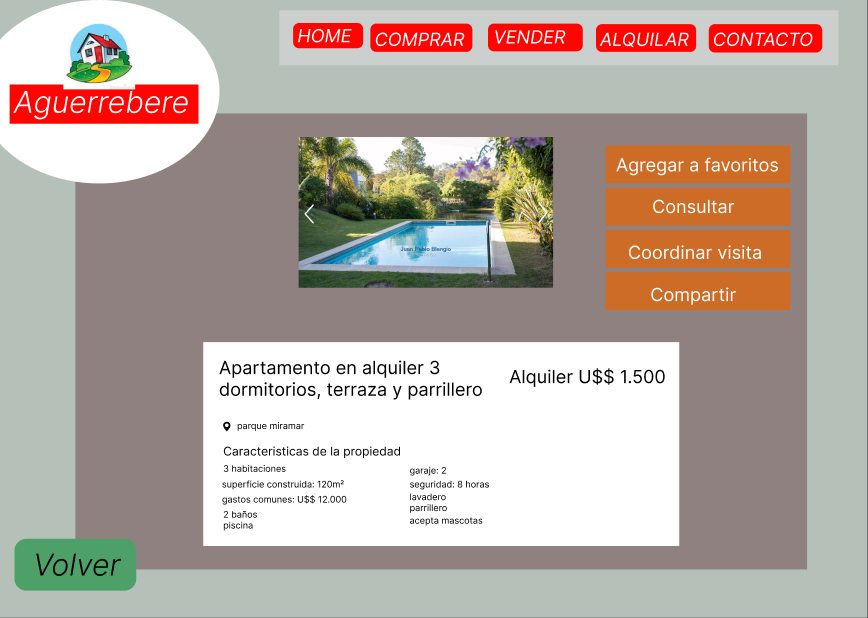 HOME
COMPRAR
VENDER
ALQUILAR
CONTACTO
Aguerrebere
Agregar a favoritos
Consultar
Coordinar visita
Compartir
Juan Pablo Blengio
Apartamento en alquiler 3
dormitorios, terraza y parrillero
Alquiler U$$ 1.500
parque miramar
Caracteristicas de la propiedad
3 habitaciones
superficie construida: 120m²
gastos comunes: U$$ 12.000
2 baños
piscina
garaje: 2
seguridad: 8 horas
lavadero
parrillero
acepta mascotas
Volver